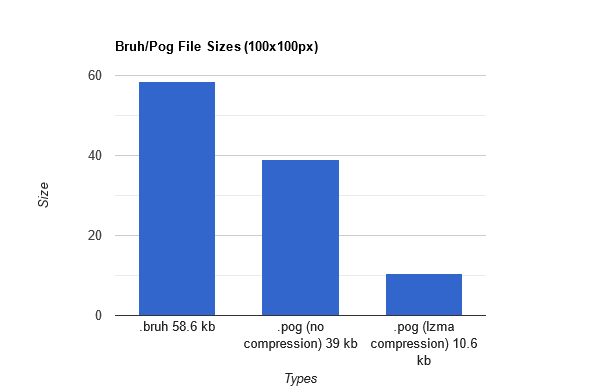 Bruh/Pog File Sizes (100x100px)
60
40
20
0
Size
.bruh 58.6 kb
.pog (no
compression) 39 kb
.pog (lzma
compression) 10.6
kb
Types